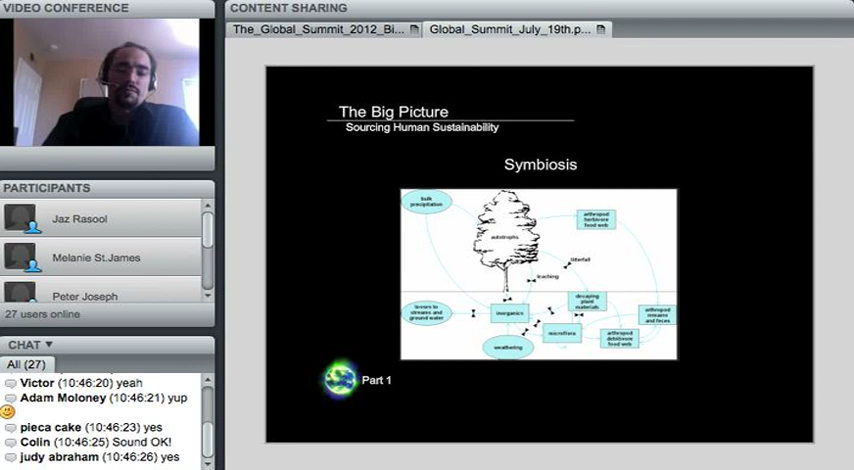 VIDEO CONFERENCE
PARTICIPANTS
Jaz Rasool
Melanie St.James
Peter Joseph
27 users online
CHAT
All (27)
Victor (10:46:20) yeah
Adam Moloney (10:46:21) yup
pieca cake (10:46:23) yes
Colin (10:46:25) Sound OK!
judy abraham (10:46:26) yes
CONTENT SHARING
The_Global_Summit_2012_Bi...
Global_Summit_July_19th.p...
The Big Picture
Sourcing Human Sustainability
Symbiosis
bulk
precipitation
autotrophs
arthropod
herbivore
food web
litterfall
leaching
losses to
streams and
ground water
inorganics
decaying
plant
materials
arthropod
remains
and feces
microflora
arthropod
detritivore
food web
weathering
Part 1